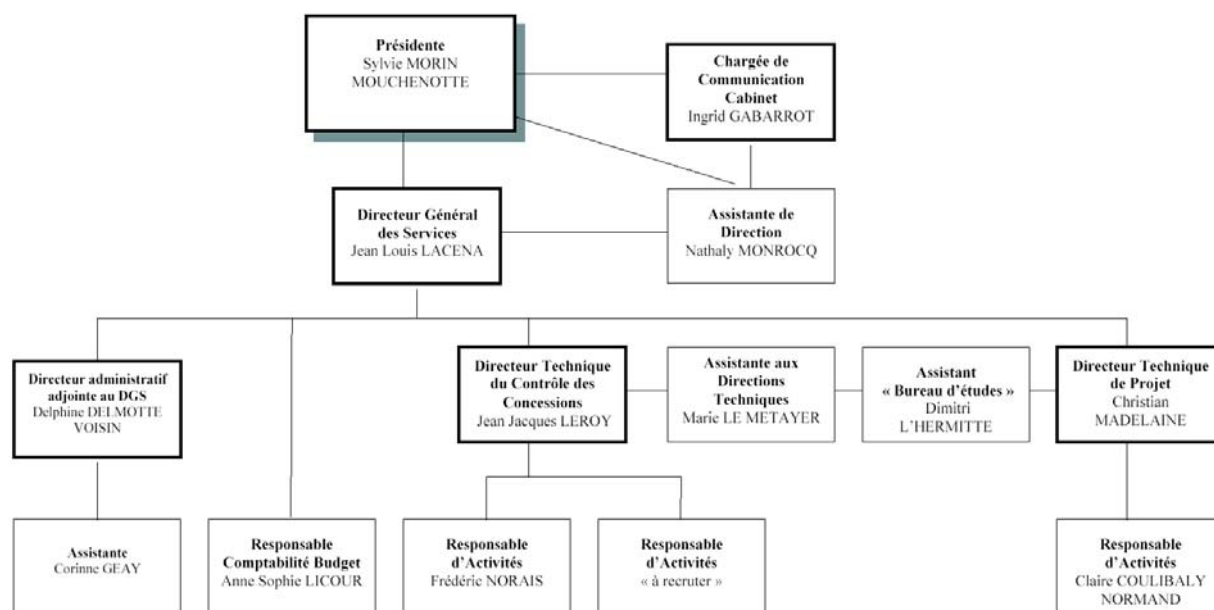 Présidente
Sylvie MORIN
MOUCHENOTTE
Chargée de
Communication
Cabinet
Ingrid GABARROT
Directeur Général
des Services
Jean Louis LACENA
Assistante de
Direction
Nathaly MONROCQ
Directeur administratif
adjointe au DGS
Delphine DELMOTTE
VOISIN
Directeur Technique
du Contrôle des
Concessions
Jean Jacques LEROY
Assistante aux
Directions
Techniques
Marie LE METAYER
Assistant
« Bureau d'études »
Dimitri
L'HERMITTE
Directeur Technique
de Projet
Christian
MADELAINE
Assistante
Corinne GEAY
Responsable
Comptabilité Budget
Anne Sophie LICOUR
Responsable
d'Activités
Frédéric NORAIS
Responsable
d'Activités
« à recruter »
Responsable
d'Activités
Claire COULIBALY
NORMAND